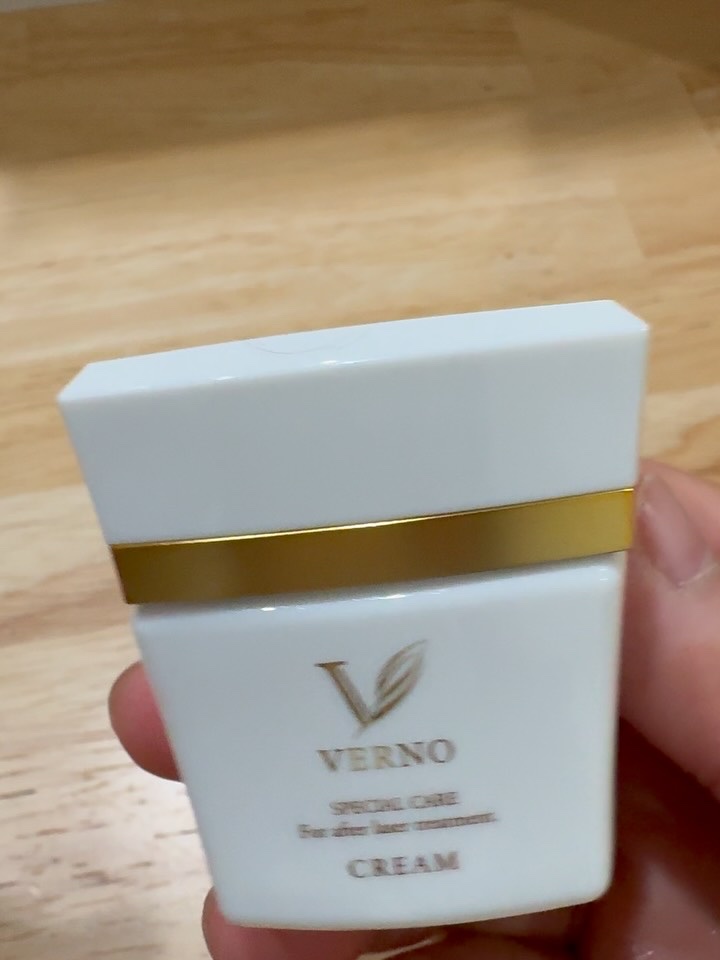 VERNO
SPECIAL CARE
For after laser treatment.
CREAM